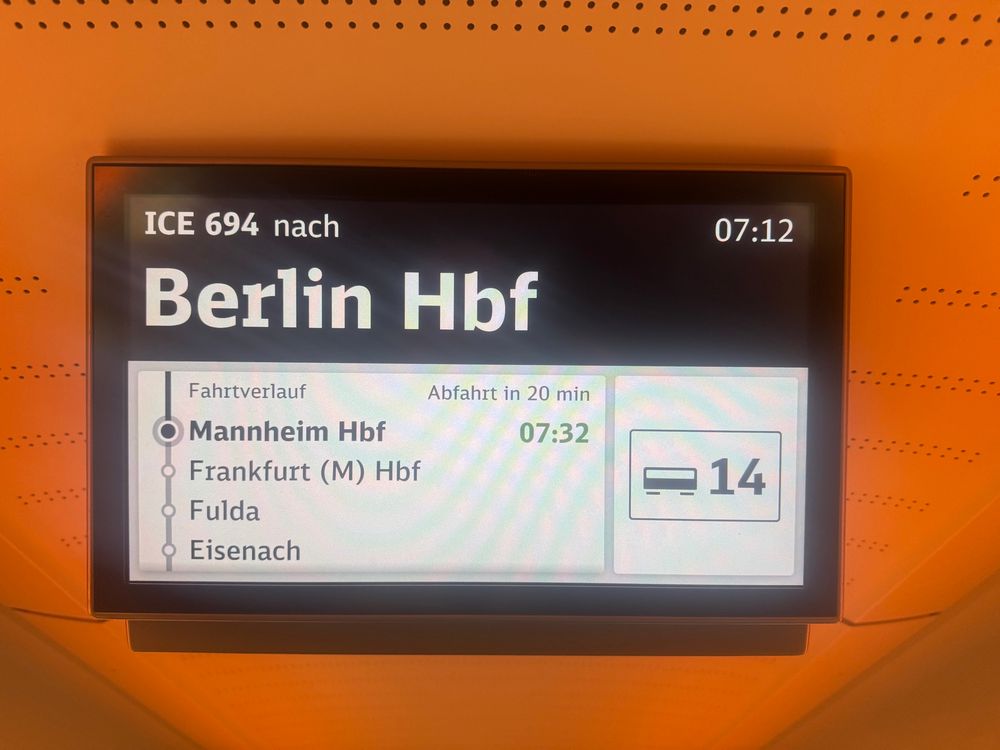 ICE 694 nach
07:12
Berlin Hbf
Fahrtverlauf
Abfahrt in 20 min
Mannheim Hbf
07:32
Frankfurt (M) Hbf
Fulda
Eisenach
14